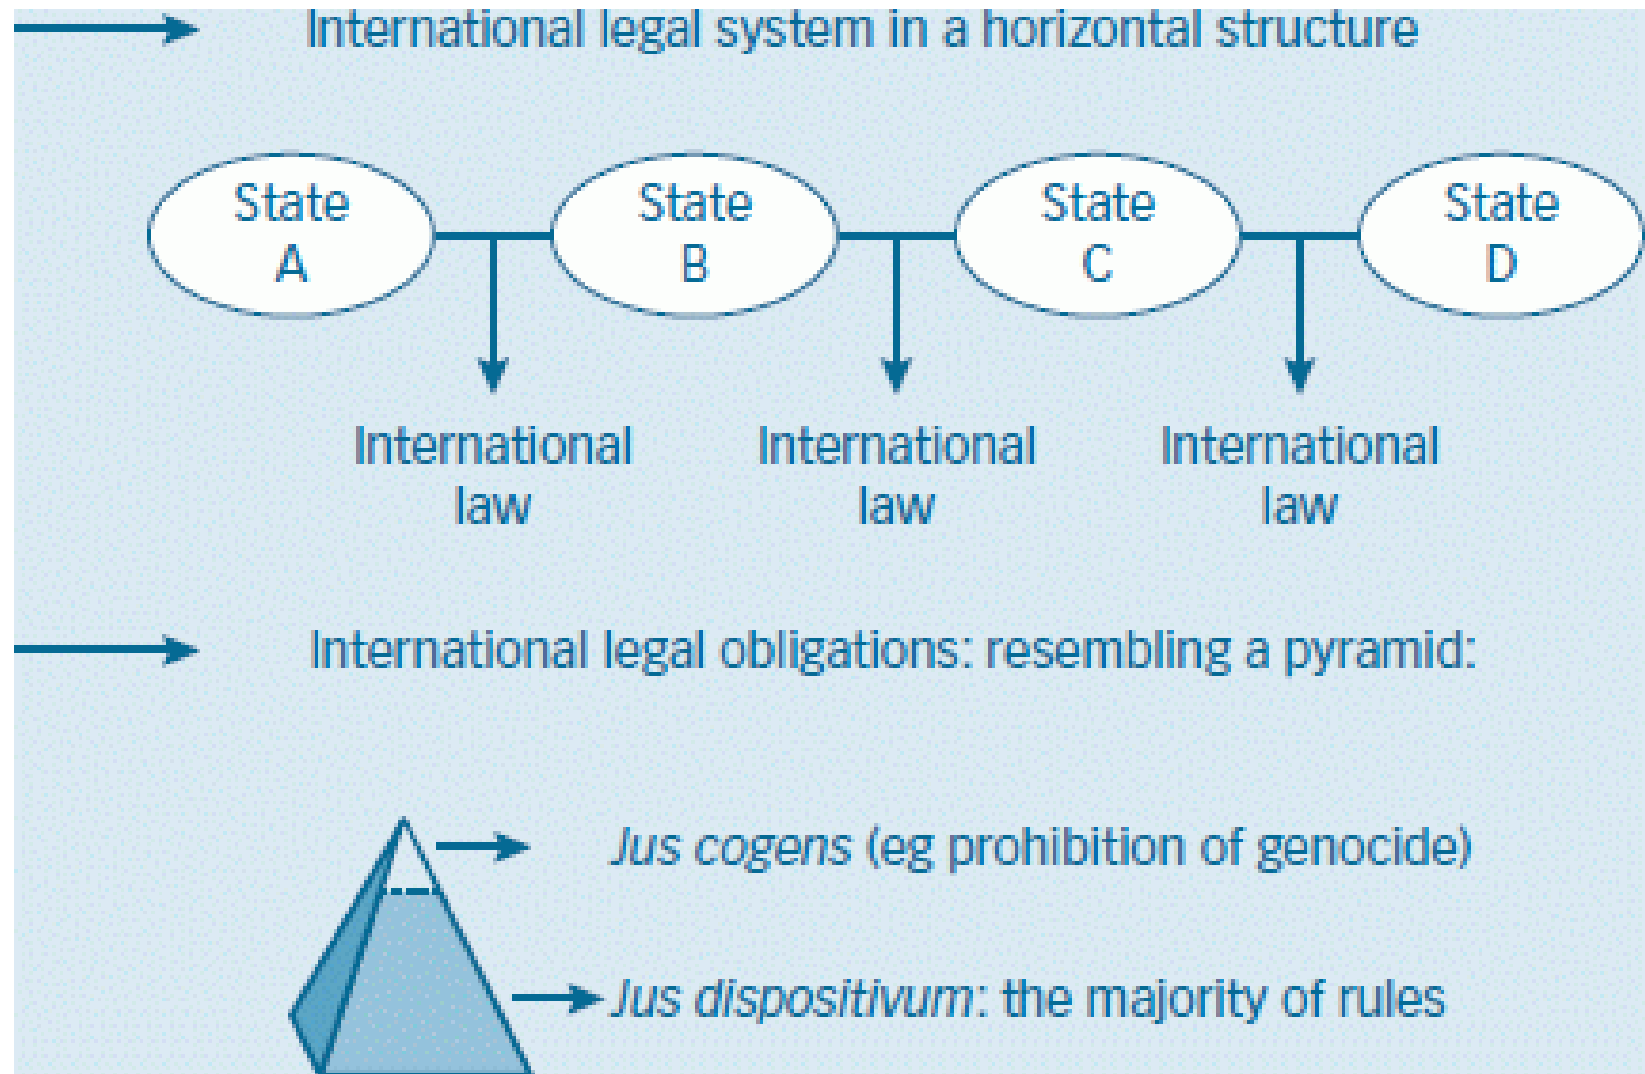 International legal system in a horizontal structure
State
A
State
B
State
C
State
D
International
law
International
law
International
law
International legal obligations: resembling a pyramid:
Jus cogens (eg prohibition of genocide)
Jus dispositivum: the majority of rules